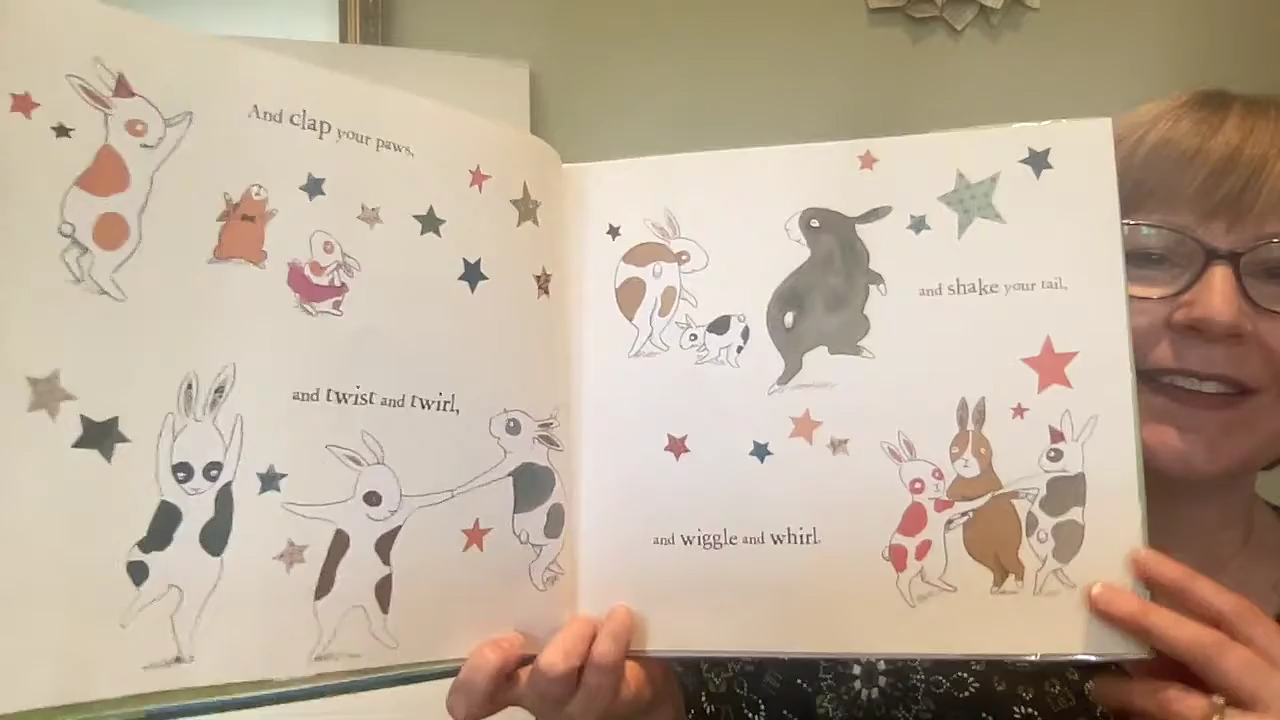 And clap your paws,
and twist and twirl,
and shake your tail,
and wiggle and whirl.